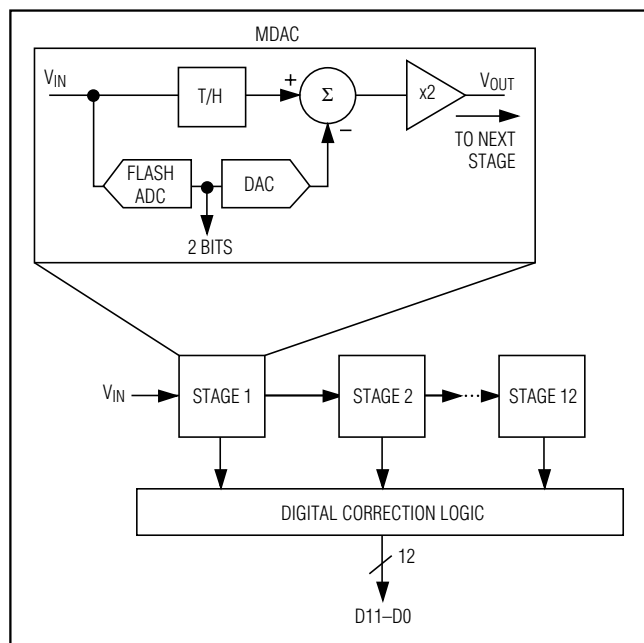 MDAC
VIN
T/H
+
Σ
−
x2
VOUT
TO NEXT
STAGE
FLASH
ADC
DAC
2 BITS
VIN
STAGE 1
STAGE 2
...
STAGE 12
DIGITAL CORRECTION LOGIC
12
D11–D0